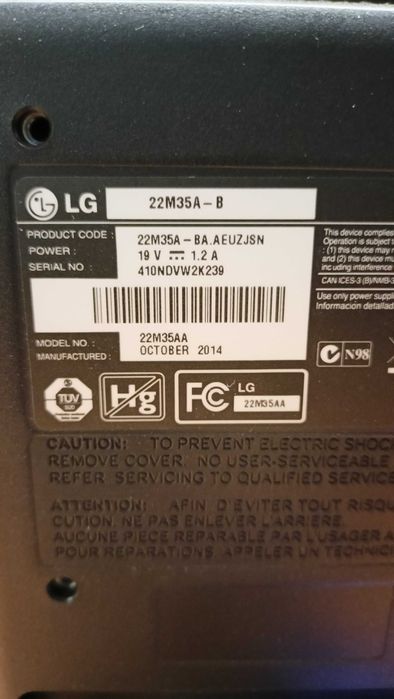 LG 22M35A-B
PRODUCT CODE : 22M35A-BA.AEUZJSN
POWER : 19 V ⎓ 1.2 A
SERIAL NO : 410NDVW2K239
MODEL NO. : 22M35AA
MANUFACTURED : OCTOBER 2014
This device complies
Operation is subject t
: (1) this device may n
and (2) this device mu
including interference
CAN ICES-3 (B)/NMB-3
Use only power suppl
Información detallad
N98
TÜV
SÜD
Hg
FC LG
22M35AA
CAUTION: TO PREVENT ELECTRIC SHOC
REMOVE COVER. NO USER-SERVICEABLE
REFER SERVICING TO QUALIFIED SERVICE
ATTENTION: AFIN D'EVITER TOUT RISQU
CUTION, NE PAS ENLEVER L'ARRIERE.
AUCUNE PIECE REPARABLE PAR L'USAGER A
POUR REPARATIONS, APPELER UN TECHNICI